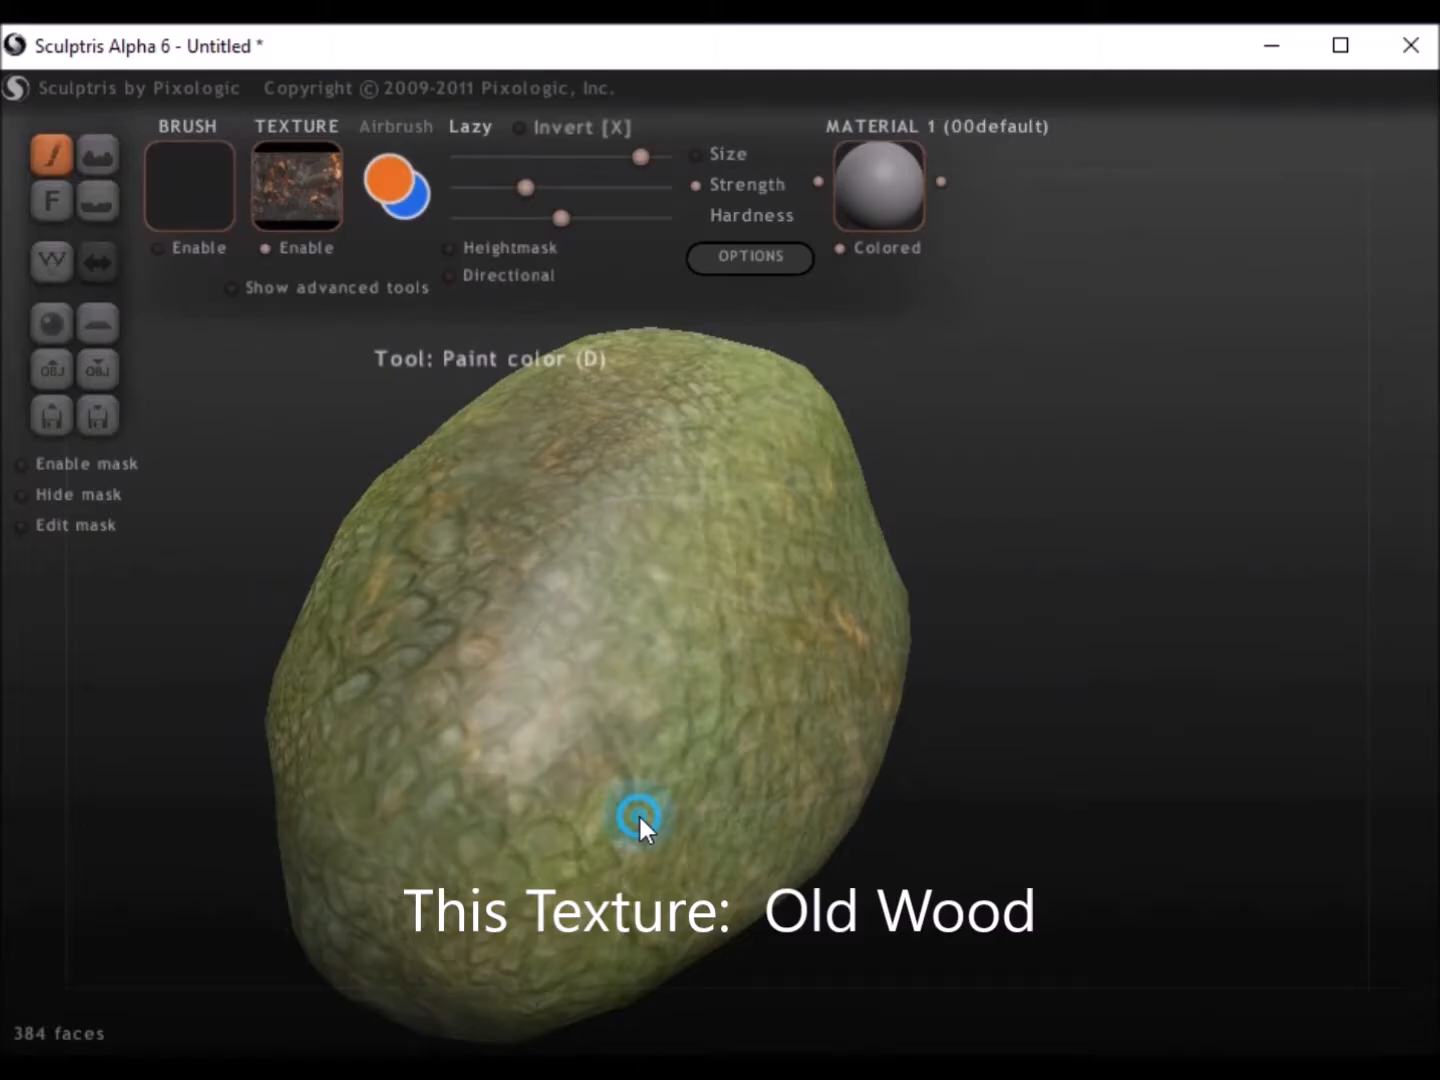 Sculptris Alpha 6 - Untitled *
Sculptris by Pixologic Copyright © 2009-2011 Pixologic, Inc.
BRUSH TEXTURE Airbrush Lazy Invert [X] MATERIAL 1 (00default)
Size
F Strength
Hardness
Enable Enable Heightmask OPTIONS Colored
Directional
Show advanced tools
Tool: Paint color (D)
OBJ OBJ
Enable mask
Hide mask
Edit mask
This Texture: Old Wood
384 faces